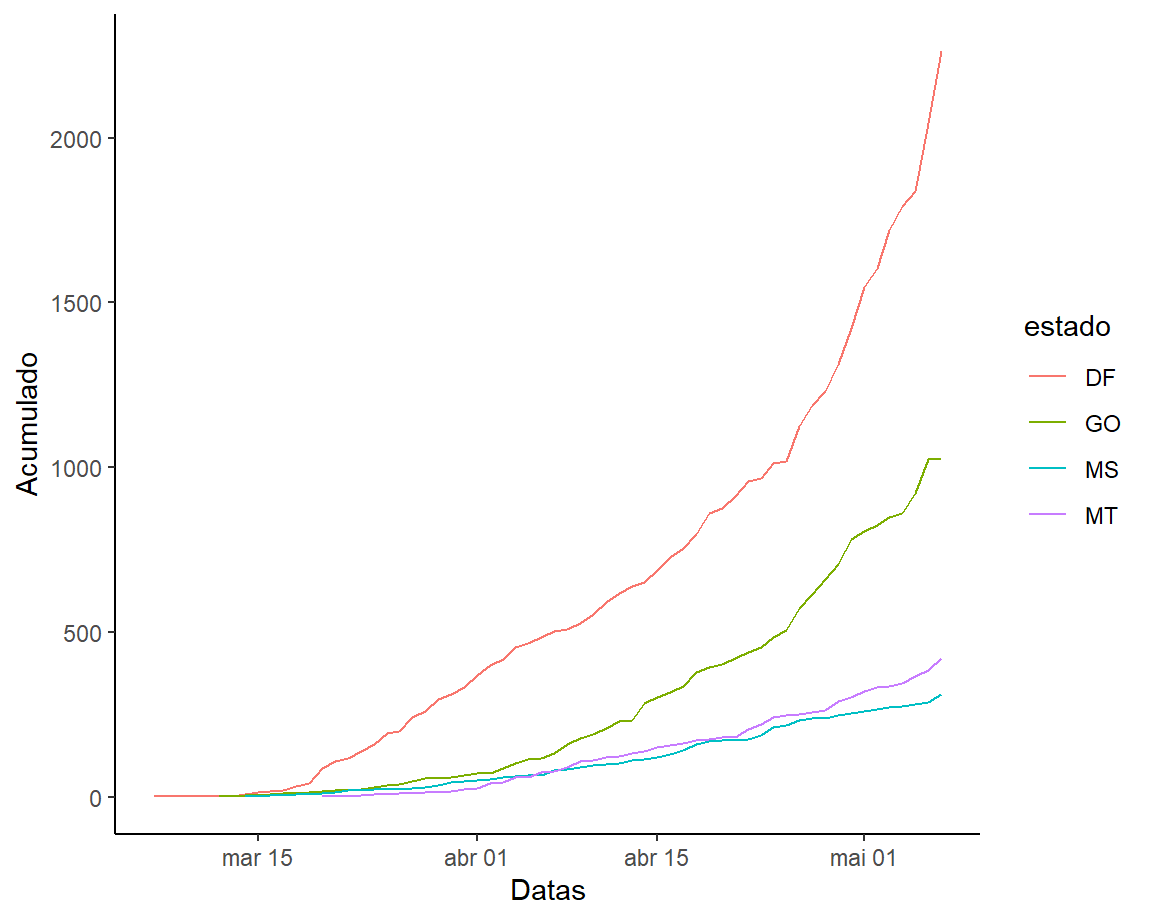 Acumulado
2000
1500
1000
500
0
mar 15
abr 01
abr 15
mai 01
Datas
estado
DF
GO
MS
MT